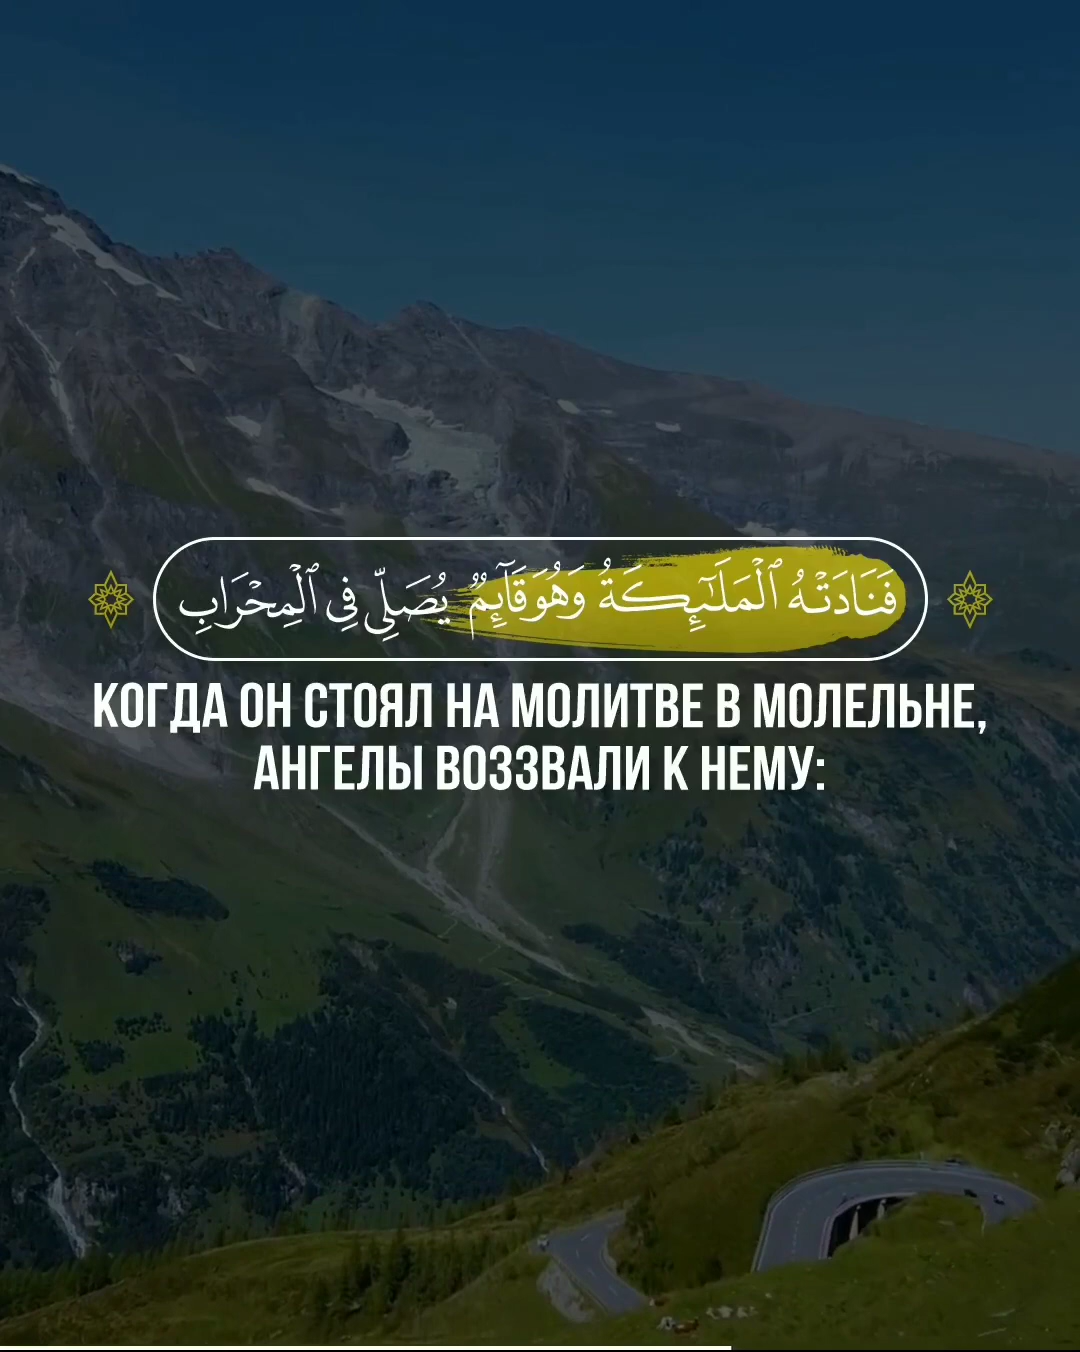 فَنَادَتْهُ ٱلْمَلَـٰٓئِكَةُ وَهُوَ قَآئِمٌ يُصَلِّى فِى ٱلْمِحْرَابِ
КОГДА ОН СТОЯЛ НА МОЛИТВЕ В МОЛЕЛЬНЕ,
АНГЕЛЫ ВОЗЗВАЛИ К НЕМУ: